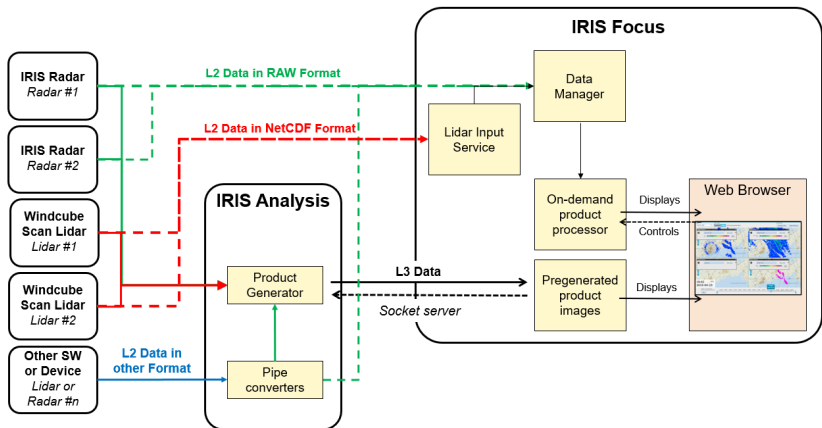 IRIS Focus
IRIS Radar
Radar #1
L2 Data in RAW Format
Data
Manager
IRIS Radar
Radar #2
L2 Data in NetCDF Format
Lidar Input
Service
IRIS Analysis
Web Browser
On-demand
product
processor
Displays
Controls
Windcube
Scan Lidar
Lidar #1
Windcube
Scan Lidar
Lidar #2
Product
Generator
L3 Data
Socket server
Pregenerated
product
images
Displays
Other SW
or Device
Lidar or
Radar #n
L2 Data in
other Format
Pipe
converters